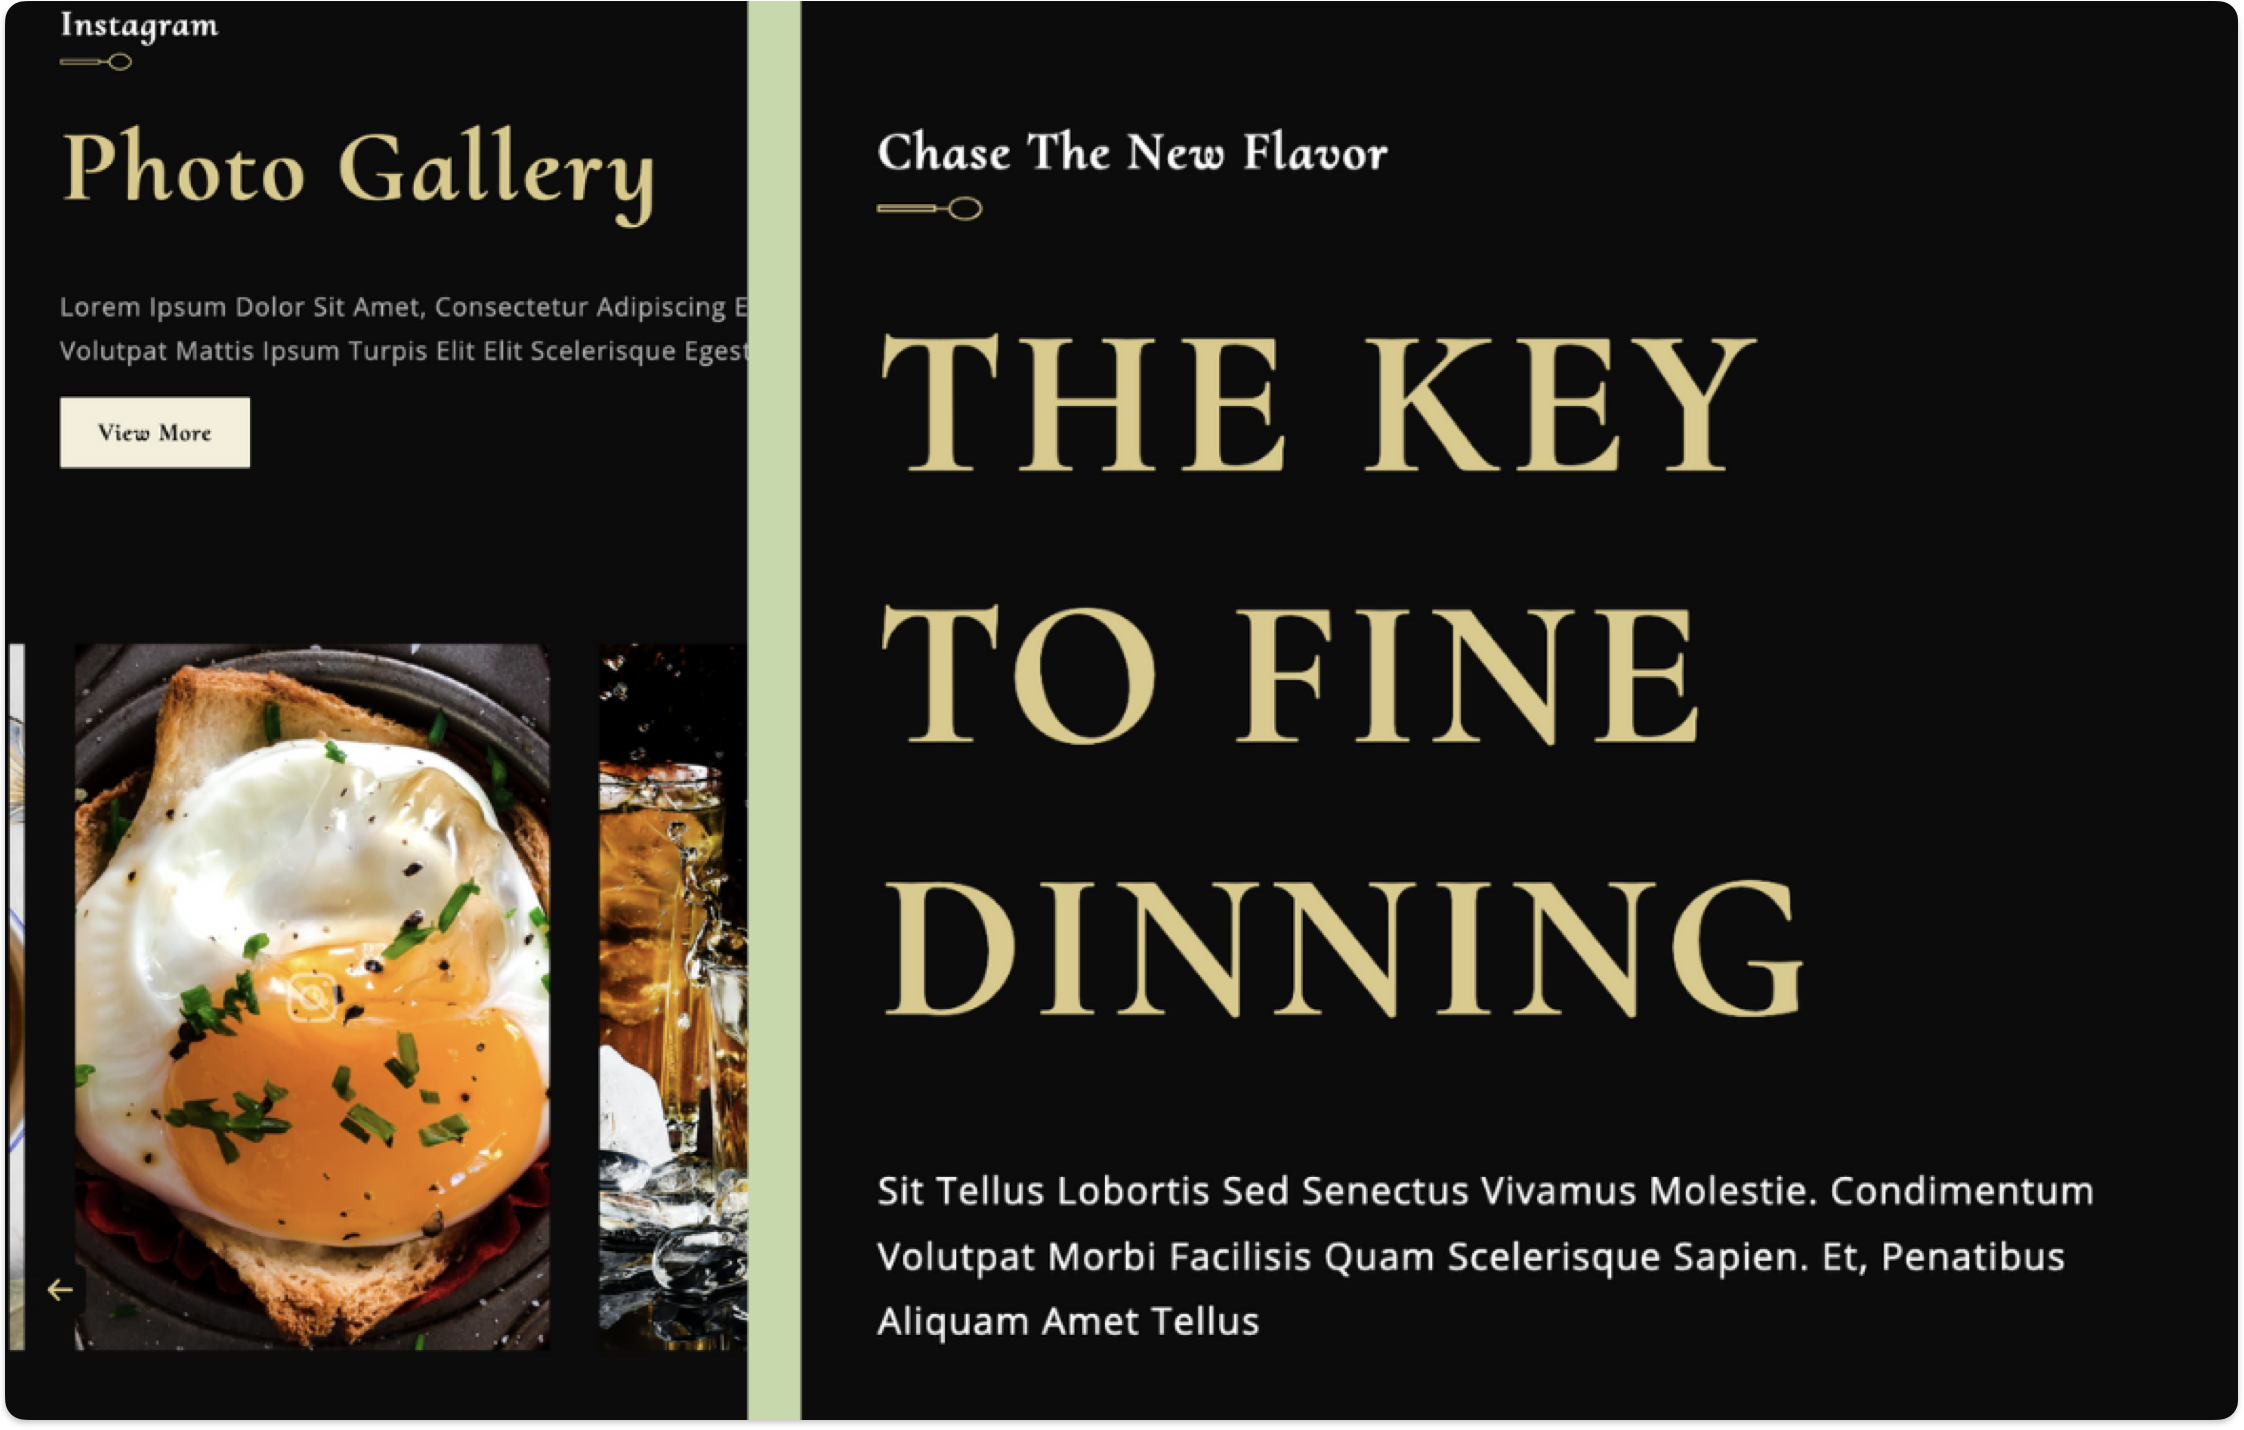 Instagram
Photo Gallery
Lorem Ipsum Dolor Sit Amet, Consectetur Adipiscing
Volutpat Mattis Ipsum Turpis Elit Elit Scelerisque
View More
Chase The New Flavor
THE KEY
TO FINE
DINNING
Sit Tellus Lobortis Sed Senectus Vivamus Molestie. Condimentum
Volutpat Morbi Facilisis Quam Scelerisque Sapien. Et, Penatibus
Aliquam Amet Tellus